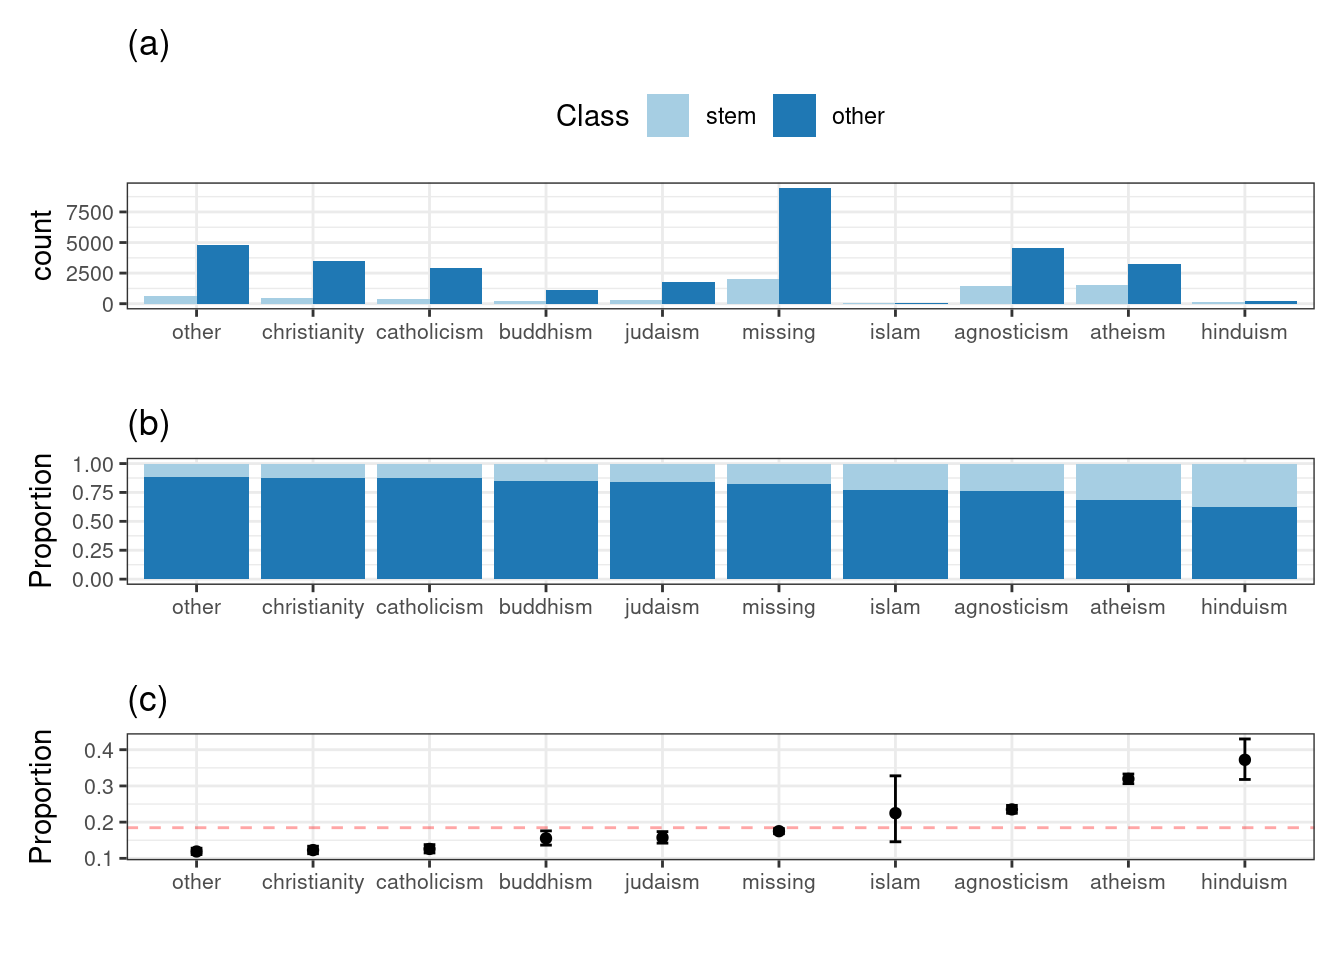 (a)
Class stem other
count
7500
5000
2500
0
other christianity catholicism buddhism judaism missing islam agnosticism atheism hinduism
(b)
Proportion
1.00
0.75
0.50
0.25
0.00
other christianity catholicism buddhism judaism missing islam agnosticism atheism hinduism
(c)
Proportion
0.4
0.3
0.2
0.1
other christianity catholicism buddhism judaism missing islam agnosticism atheism hinduism